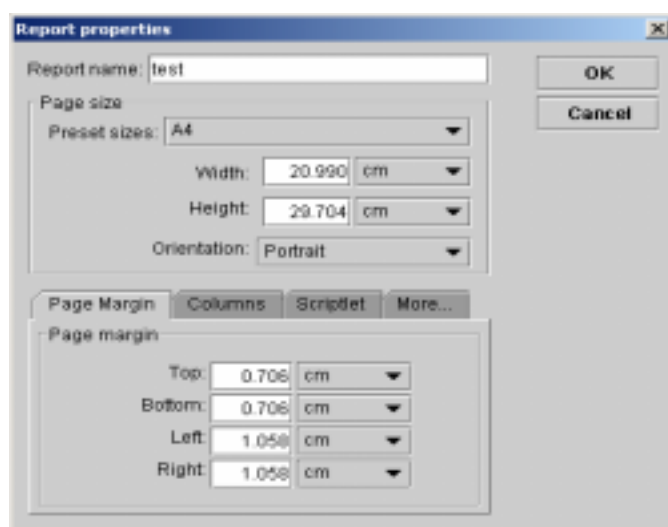 Report properties
Report name: test
OK
Cancel
Page size
Preset sizes: A4
Width: 20.990 cm
Height: 29.704 cm
Orientation: Portrait
Page Margin Columns Scriptlet More...
Page margin
Top: 0.706 cm
Bottom: 0.706 cm
Left: 1.058 cm
Right: 1.058 cm